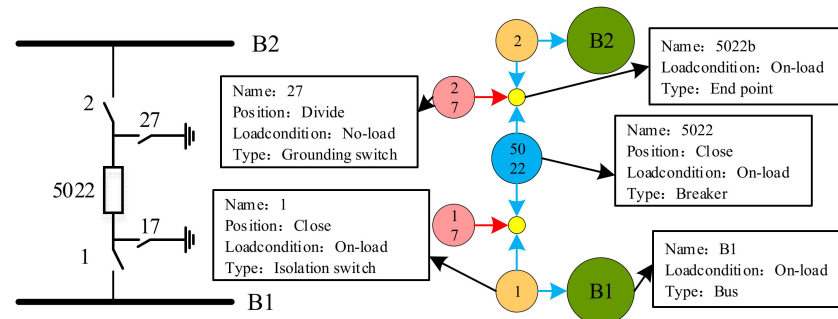 B2
2
27
5022
17
1
B1
Name: 27
Position: Divide
Loadcondition: No-load
Type: Grounding switch
Name: 1
Position: Close
Loadcondition: On-load
Type: Isolation switch
2
B2
2
7
50
22
1
7
1
B1
Name: 5022b
Loadcondition: On-load
Type: End point
Name: 5022
Position: Close
Loadcondition: On-load
Type: Breaker
Name: B1
Loadcondition: On-load
Type: Bus